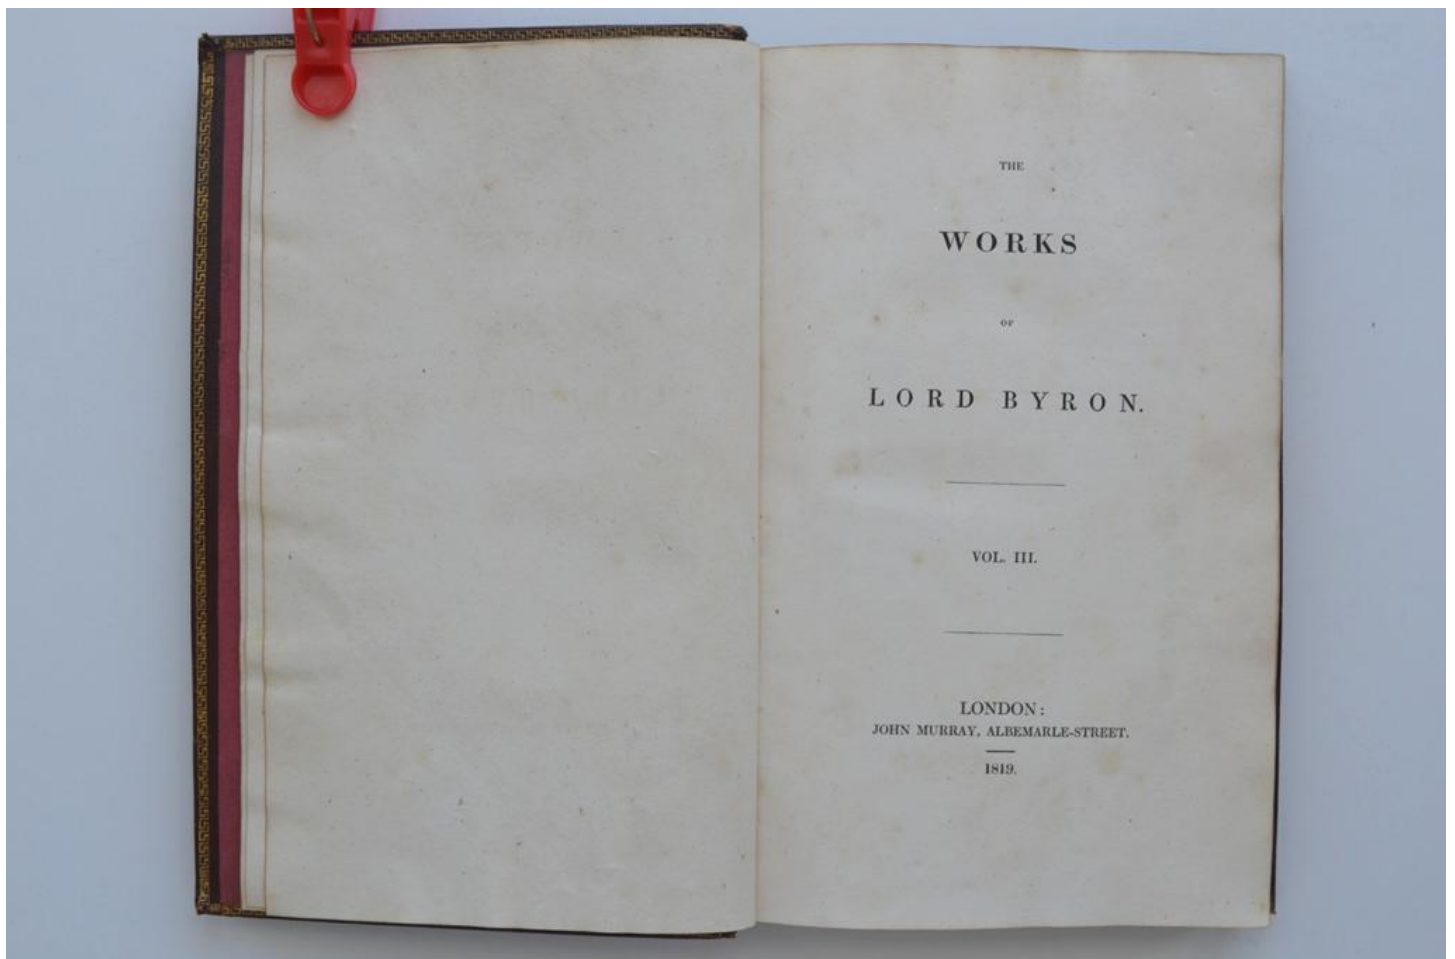 THE
WORKS
OF
LORD BYRON.
VOL. III.
LONDON:
JOHN MURRAY, ALBEMARLE-STREET.
1819.